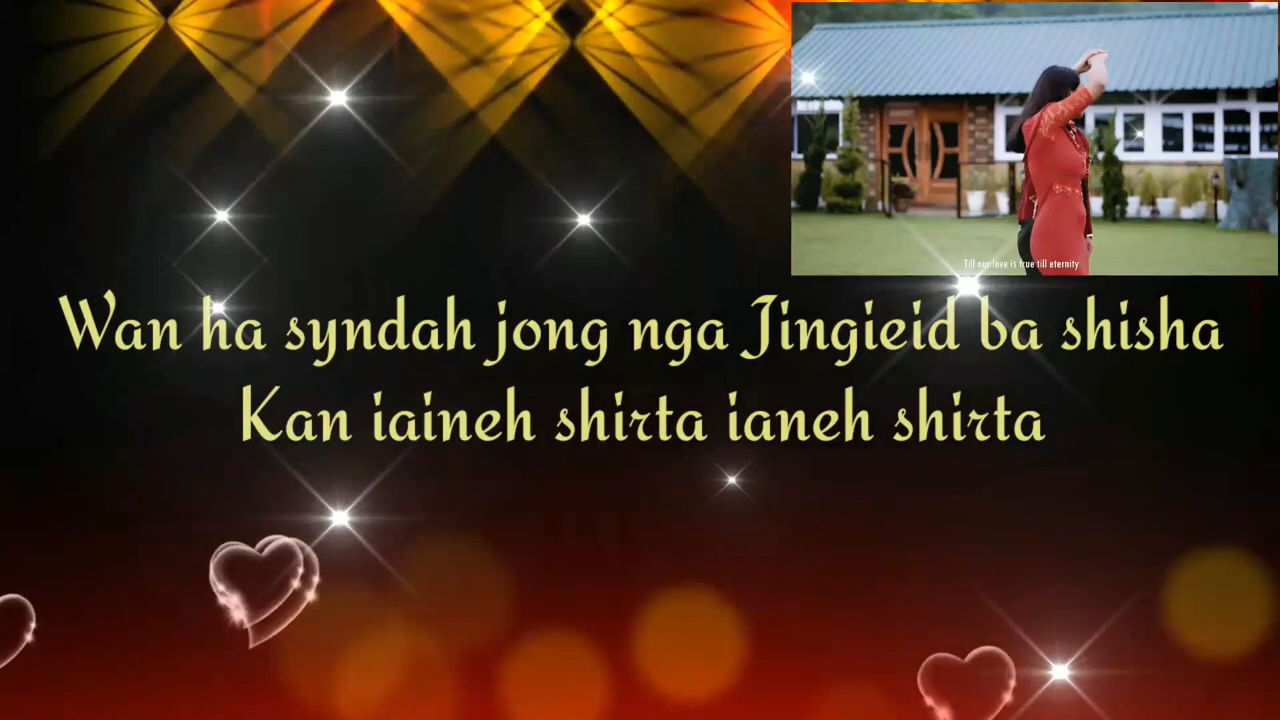 Till our love is true till eternity
Wan ha syndah jong nga Jingieid ba shisha
Kan iaineh shirta ianeh shirta